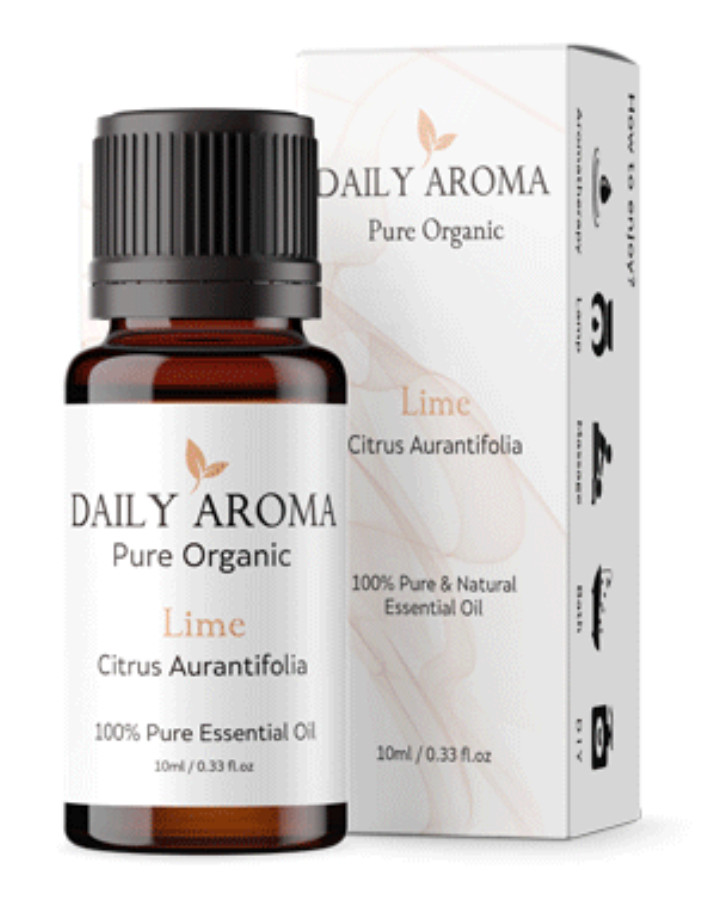 DAILY AROMA
Pure Organic
Lime
Citrus Aurantifolia
100% Pure Essential Oil
10ml / 0.33 fl.oz
DAILY AROMA
Pure Organic
Lime
Citrus Aurantifolia
100% Pure & Natural
Essential Oil
10ml / 0.33 fl.oz
How to enjoy?
Aromatherapy
Lamp
Massage
Bath
DIY